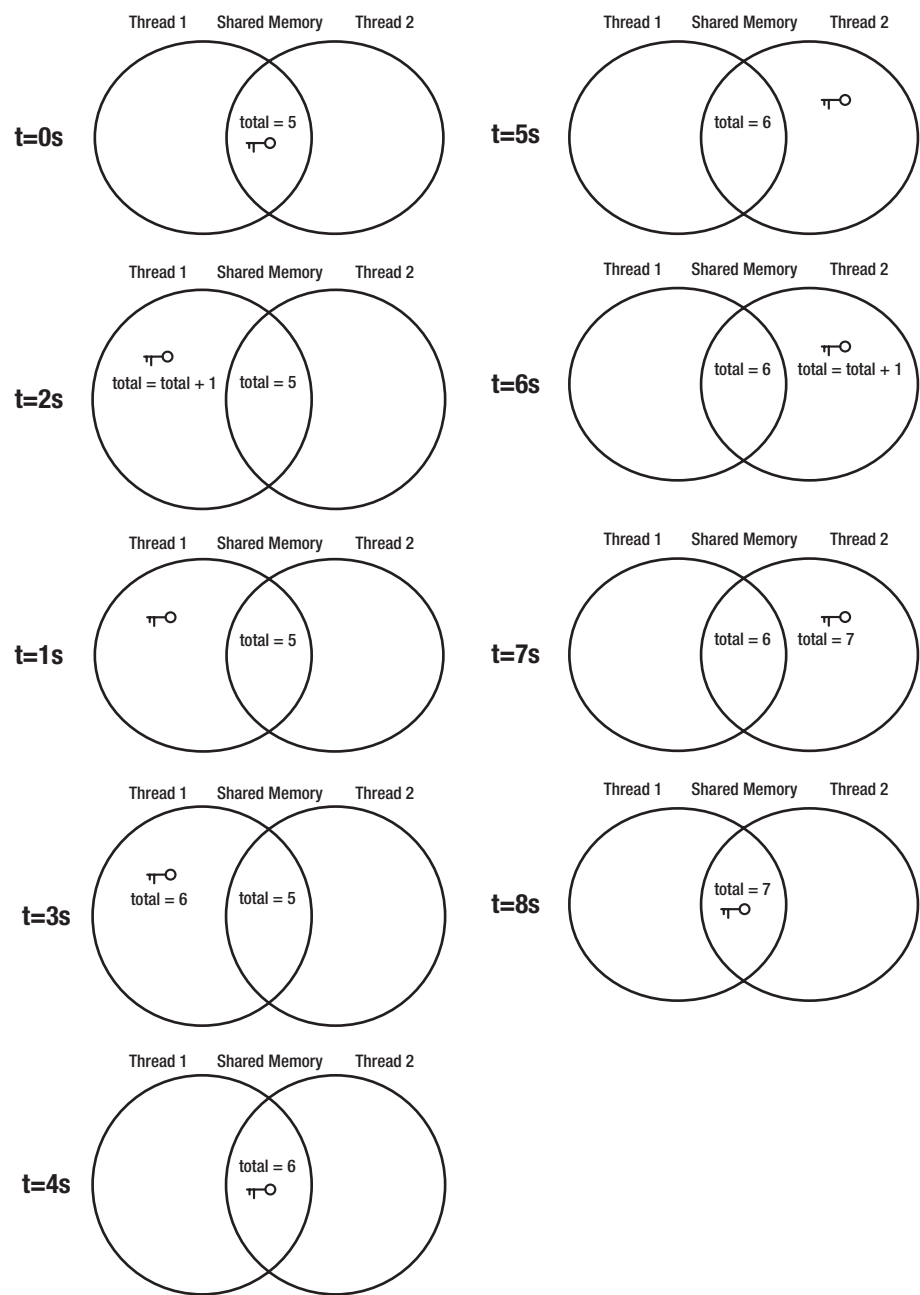 Thread 1 Shared Memory Thread 2
t=0s
total = 5
Thread 1 Shared Memory Thread 2
t=2s
total = total + 1
total = 5
Thread 1 Shared Memory Thread 2
t=1s
total = 5
Thread 1 Shared Memory Thread 2
t=3s
total = 6
total = 5
Thread 1 Shared Memory Thread 2
t=4s
total = 6
Thread 1 Shared Memory Thread 2
t=5s
total = 6
Thread 1 Shared Memory Thread 2
t=6s
total = 6
total = total + 1
Thread 1 Shared Memory Thread 2
t=7s
total = 6
total = 7
Thread 1 Shared Memory Thread 2
t=8s
total = 7